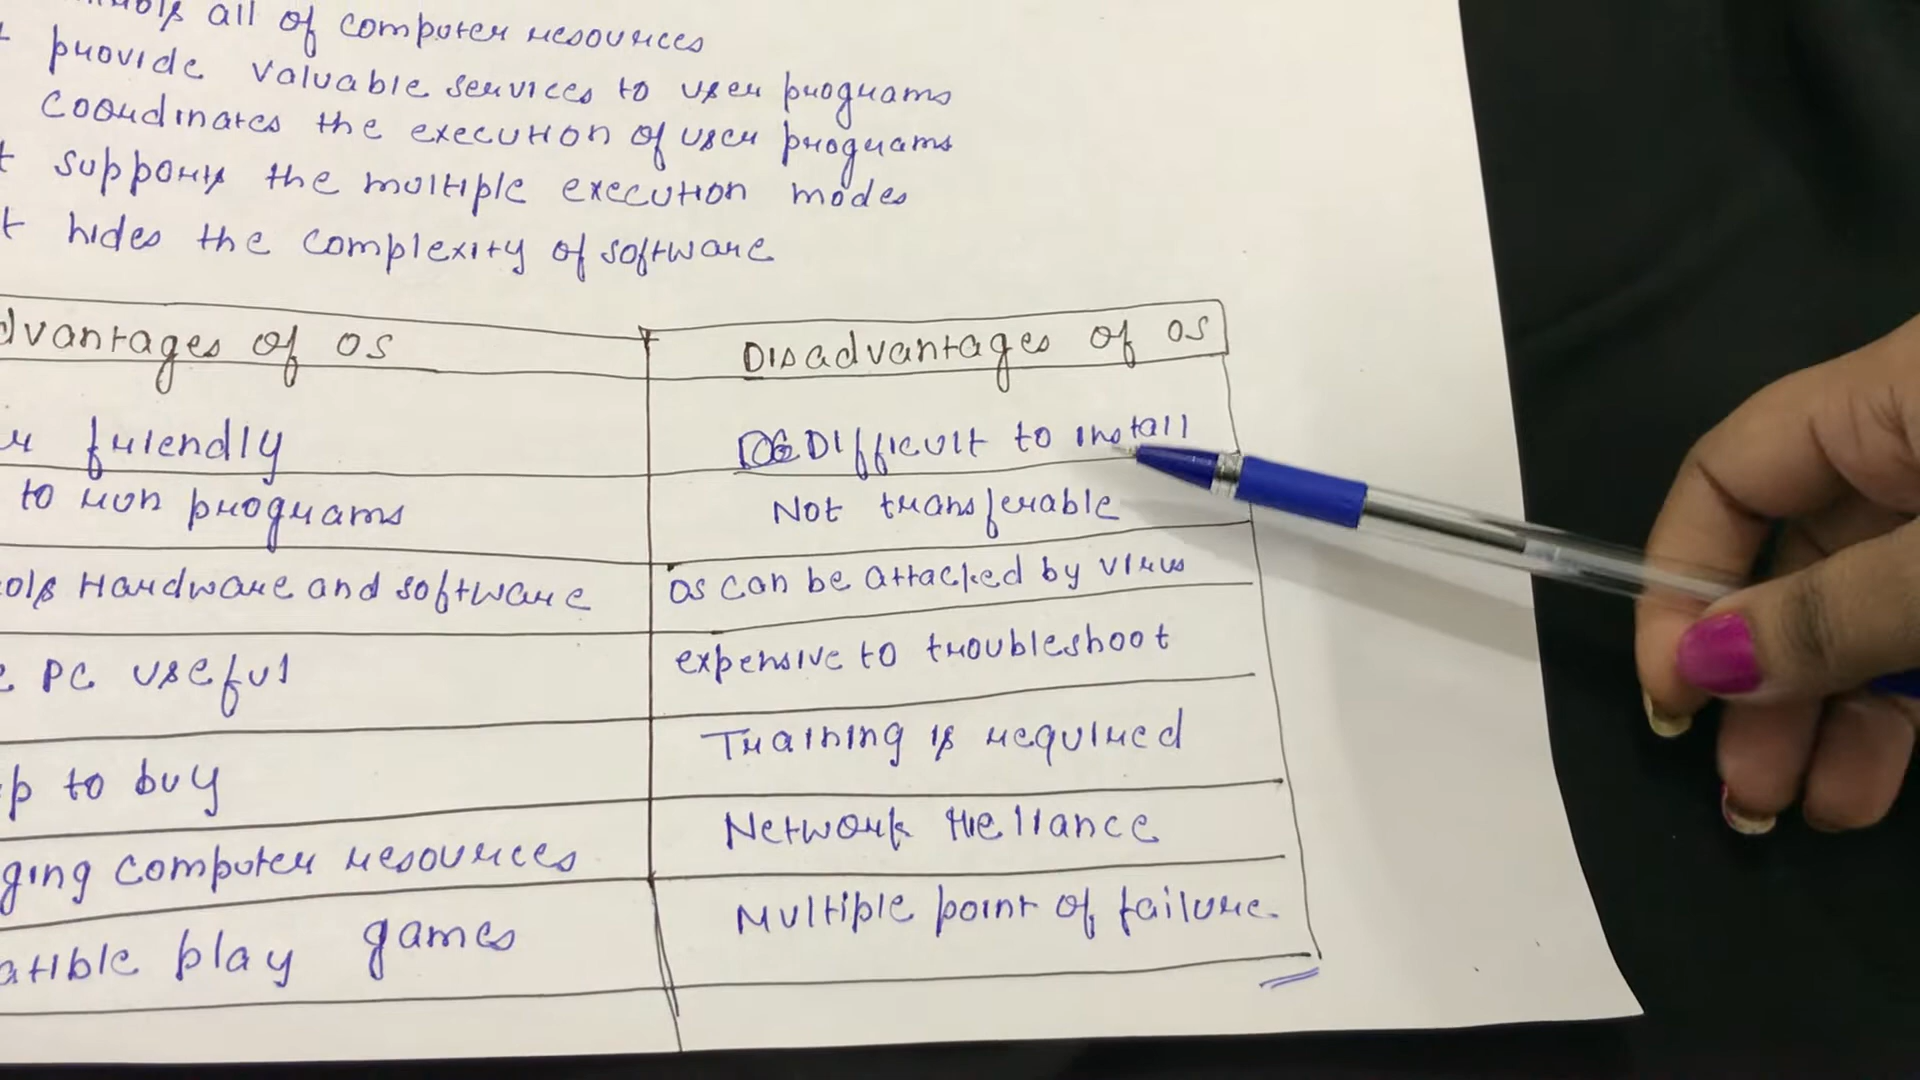 all of computer resources
provide valuable services to user programs
coordinates the execution of user programs
supports the multiple execution modes
hides the complexity of software
dvantages of OS
Disadvantages of OS
friendly
Difficult to install
to run programs
Not transferable
ols Hardware and software
OS can be attacked by virus
PC useful
expensive to troubleshoot
Training is required
p to buy
Network Reliance
ging computer resources
Multiple point of failure.
atible play games